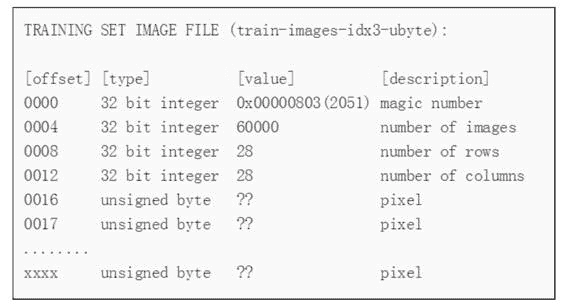 TRAINING SET IMAGE FILE (train-images-idx3-ubyte):
[offset] [type] [value] [description]
0000 32 bit integer 0x00000803(2051) magic number
0004 32 bit integer 60000 number of images
0008 32 bit integer 28 number of rows
0012 32 bit integer 28 number of columns
0016 unsigned byte ?? pixel
0017 unsigned byte ?? pixel
........
xxxx unsigned byte ?? pixel